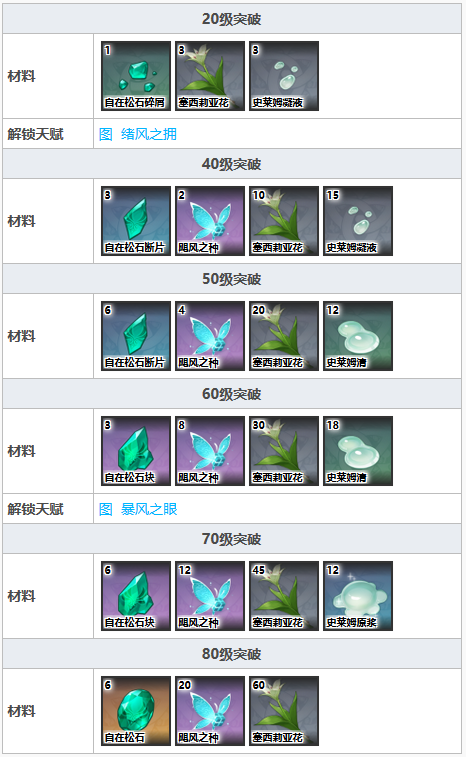 20级突破
材料
1 3 3
自在松石碎屑 塞西莉亚花 史莱姆凝液
解锁天赋 图 绪风之拥
40级突破
材料
3 2 10 15
自在松石断片 飓风之种 塞西莉亚花 史莱姆凝液
50级突破
材料
6 4 20 12
自在松石断片 飓风之种 塞西莉亚花 史莱姆清
60级突破
材料
3 8 30 18
自在松石块 飓风之种 塞西莉亚花 史莱姆清
解锁天赋 图 暴风之眼
70级突破
材料
6 12 45 12
自在松石块 飓风之种 塞西莉亚花 史莱姆原浆
80级突破
材料
6 20 60
自在松石 飓风之种 塞西莉亚花